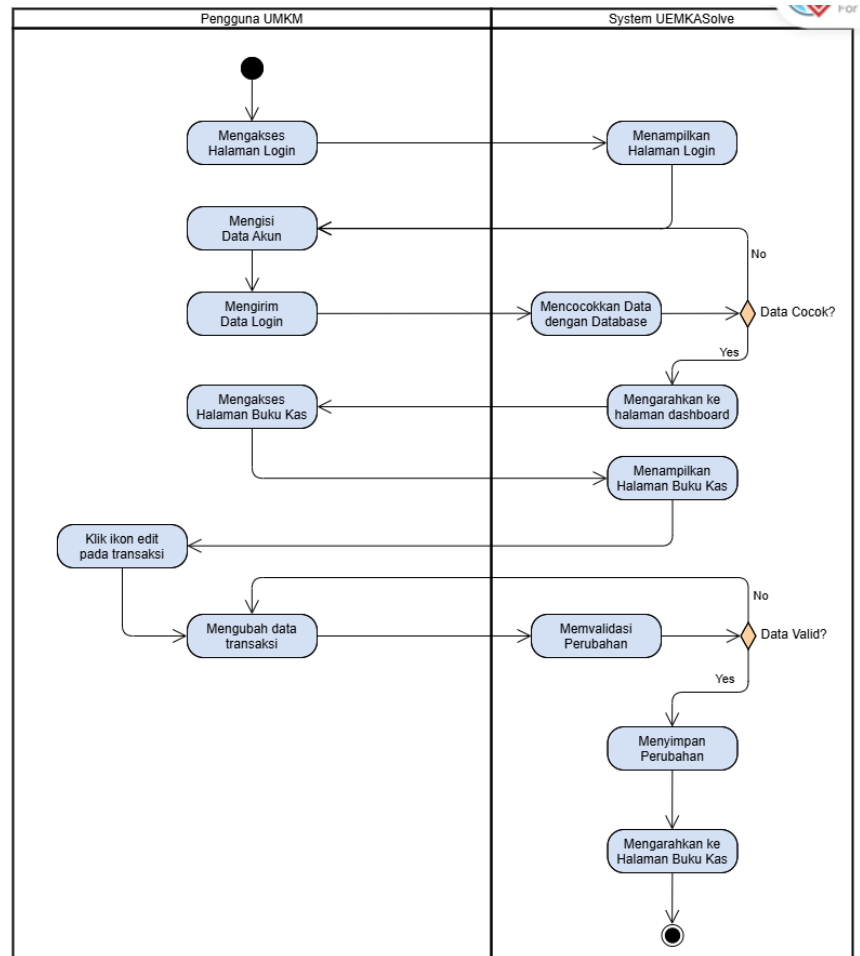 Pengguna UMKM
System UEMKASolve
For
Mengakses
Halaman Login
Menampilkan
Halaman Login
Mengisi
Data Akun
No
Mengirim
Data Login
Mencocokkan Data
dengan Database
Data Cocok?
Yes
Mengakses
Halaman Buku Kas
Mengarahkan ke
halaman dashboard
Menampilkan
Halaman Buku Kas
Klik ikon edit
pada transaksi
No
Mengubah data
transaksi
Memvalidasi
Perubahan
Data Valid?
Yes
Menyimpan
Perubahan
Mengarahkan ke
Halaman Buku Kas